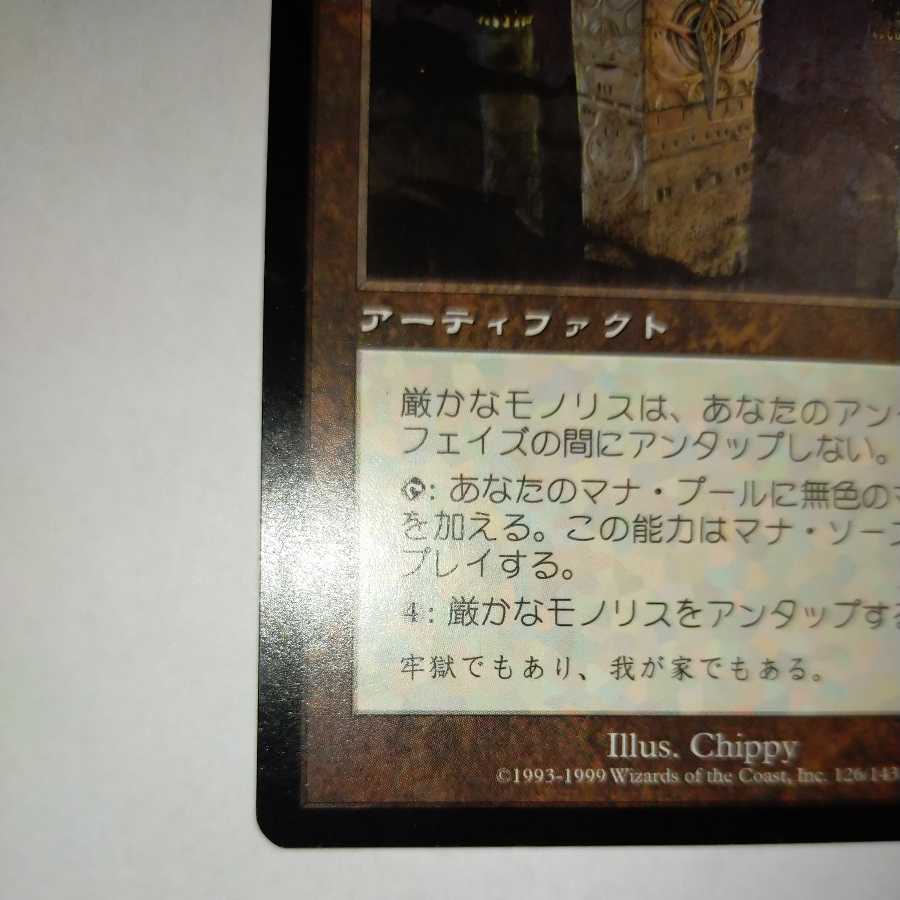 アーティファクト
厳かなモノリスは、あなたのアン
フェイズの間にアンタップしない。
: あなたのマナ・プールに無色の
を加える。この能力はマナ・ソー
プレイする。
4 : 厳かなモノリスをアンタップす
牢獄でもあり、我が家でもある。
Illus. Chippy
©1993-1999 Wizards of the Coast, Inc. 126/143